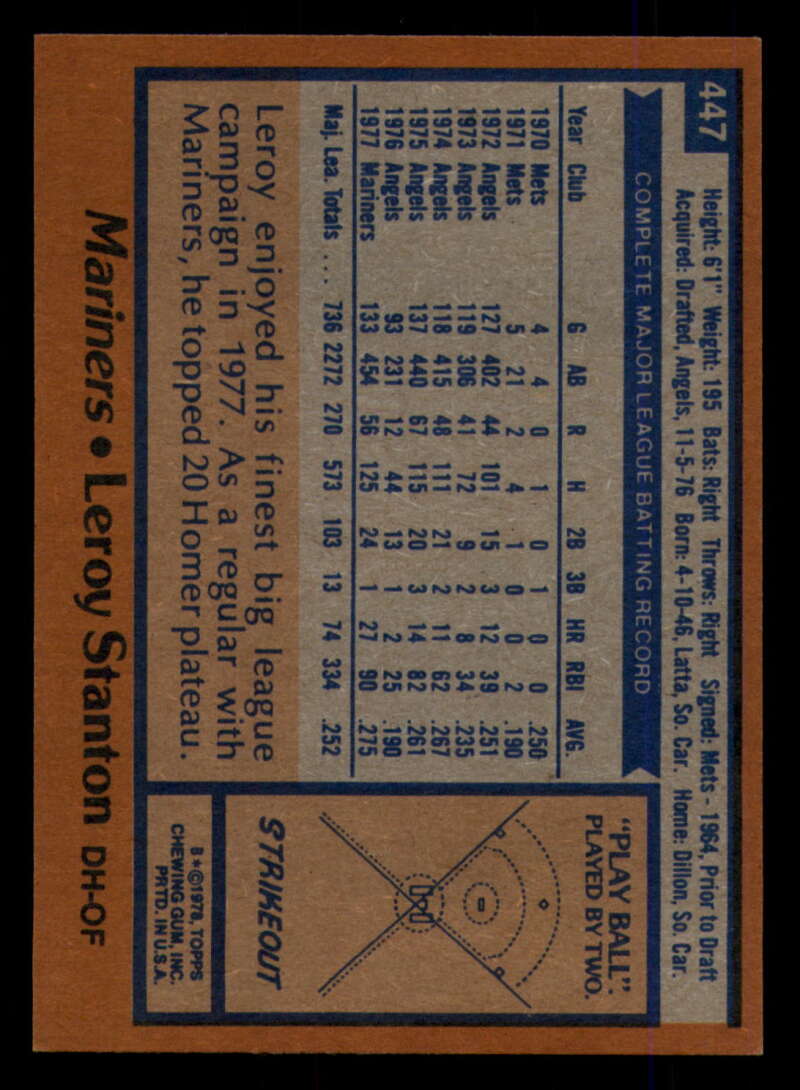 447
Height: 6'1" Weight: 195 Bats: Right Throws: Right Signed: Mets - 1964, Prior to Draft
Acquired: Drafted, Angels, 11-5-76 Born: 4-10-46, Latta, So. Car. Home: Dillon, So. Car.
COMPLETE MAJOR LEAGUE BATTING RECORD
Year Club G AB R H 2B 3B HR RBI AVG.
1970 Mets 4 4 0 1 0 1 0 0 .250
1971 Mets 5 21 2 4 1 0 0 2 .190
1972 Angels 127 402 44 101 15 3 12 39 .251
1973 Angels 119 306 41 72 9 2 8 34 .235
1974 Angels 118 415 48 111 21 2 11 62 .267
1975 Angels 137 440 67 115 20 3 14 82 .261
1976 Angels 93 231 12 44 13 1 2 25 .190
1977 Mariners 133 454 56 125 24 1 27 90 .275
Maj. Lea. Totals . . . 736 2272 270 573 103 13 74 334 .252
Leroy enjoyed his finest big league
campaign in 1977. As a regular with
Mariners, he topped 20 Homer plateau.
"PLAY BALL":
PLAYED BY TWO.
STRIKEOUT
B*©1978, TOPPS
CHEWING GUM, INC.
PRTD. IN U.S.A.
Mariners • Leroy Stanton DH-OF